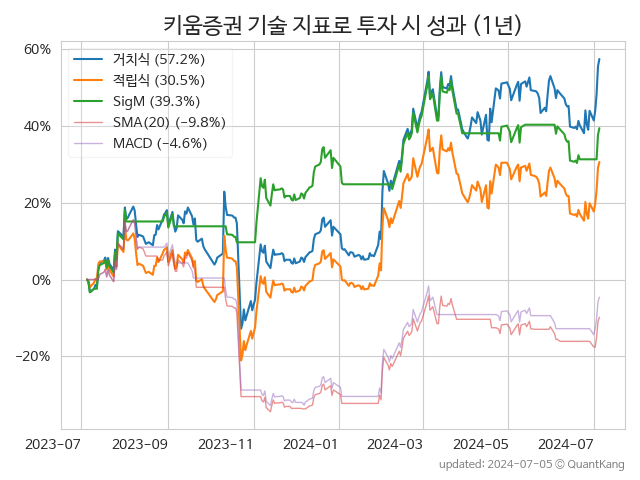 키움증권 기술 지표로 투자 시 성과 (1년)
거치식 (57.2%)
적립식 (30.5%)
SigM (39.3%)
SMA(20) (−9.8%)
MACD (−4.6%)
60%
40%
20%
0%
−20%
2023-07 2023-09 2023-11 2024-01 2024-03 2024-05 2024-07
updated: 2024-07-05 © QuantKang